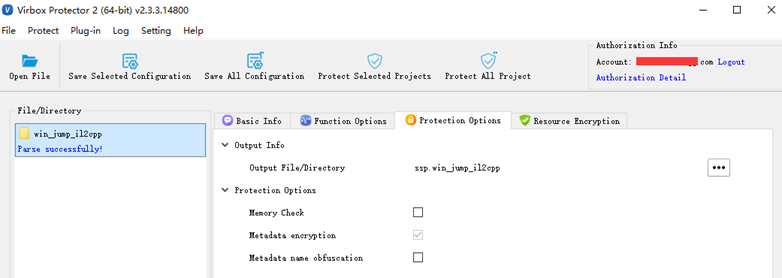 Virbox Protector 2 (64-bit) v2.3.3.14800
File Protect Plug-in Log Setting Help
Open File Save Selected Configuration Save All Configuration Protect Selected Projects Protect All Project
Authorization Info
Account: com Logout
Authorization Detail
File/Directory
win_jump_il2cpp
Parse successfully!
Basic Info Function Options Protection Options Resource Encryption
Output Info
Output File/Directory ssp.win_jump_il2cpp
Protection Options
Memory Check
Metadata encryption
Metadata name obfuscation